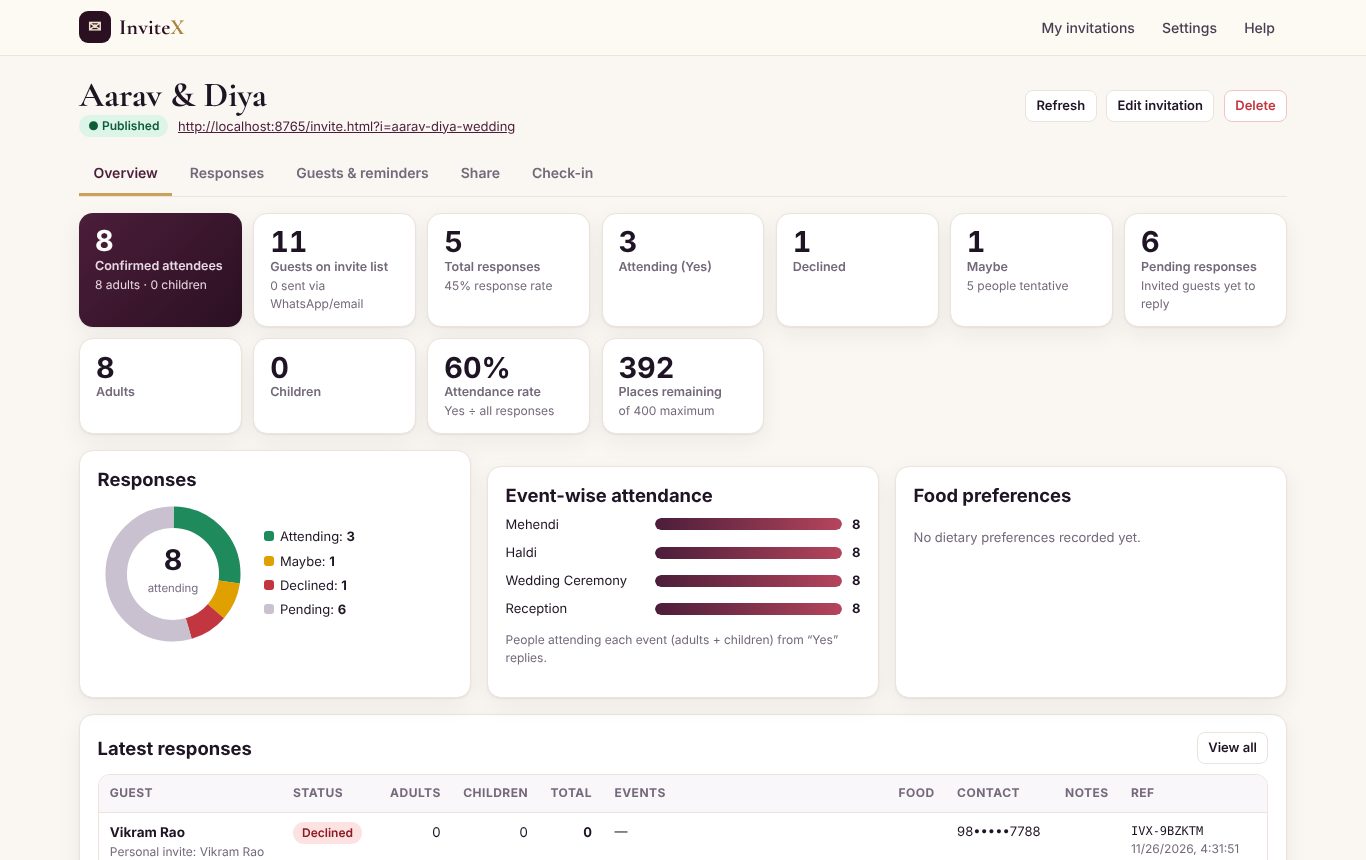 InviteX
My invitations Settings Help
Aarav & Diya
Refresh Edit invitation Delete
Published http://localhost:8765/invite.html?i=aarav-diya-wedding
Overview Responses Guests & reminders Share Check-in
8
Confirmed attendees
8 adults · 0 children
11
Guests on invite list
0 sent via
WhatsApp/email
5
Total responses
45% response rate
3
Attending (Yes)
1
Declined
1
Maybe
5 people tentative
6
Pending responses
Invited guests yet to
reply
8
Adults
0
Children
60%
Attendance rate
Yes ÷ all responses
392
Places remaining
of 400 maximum
Responses
8
attending
Attending: 3
Maybe: 1
Declined: 1
Pending: 6
Event-wise attendance
Mehendi 8
Haldi 8
Wedding Ceremony 8
Reception 8
People attending each event (adults + children) from “Yes”
replies.
Food preferences
No dietary preferences recorded yet.
Latest responses View all
GUEST STATUS ADULTS CHILDREN TOTAL EVENTS FOOD CONTACT NOTES REF
Vikram Rao Declined 0 0 0 — 98•••••7788 IVX-9BZKTM
Personal invite: Vikram Rao 11/26/2026, 4:31:51